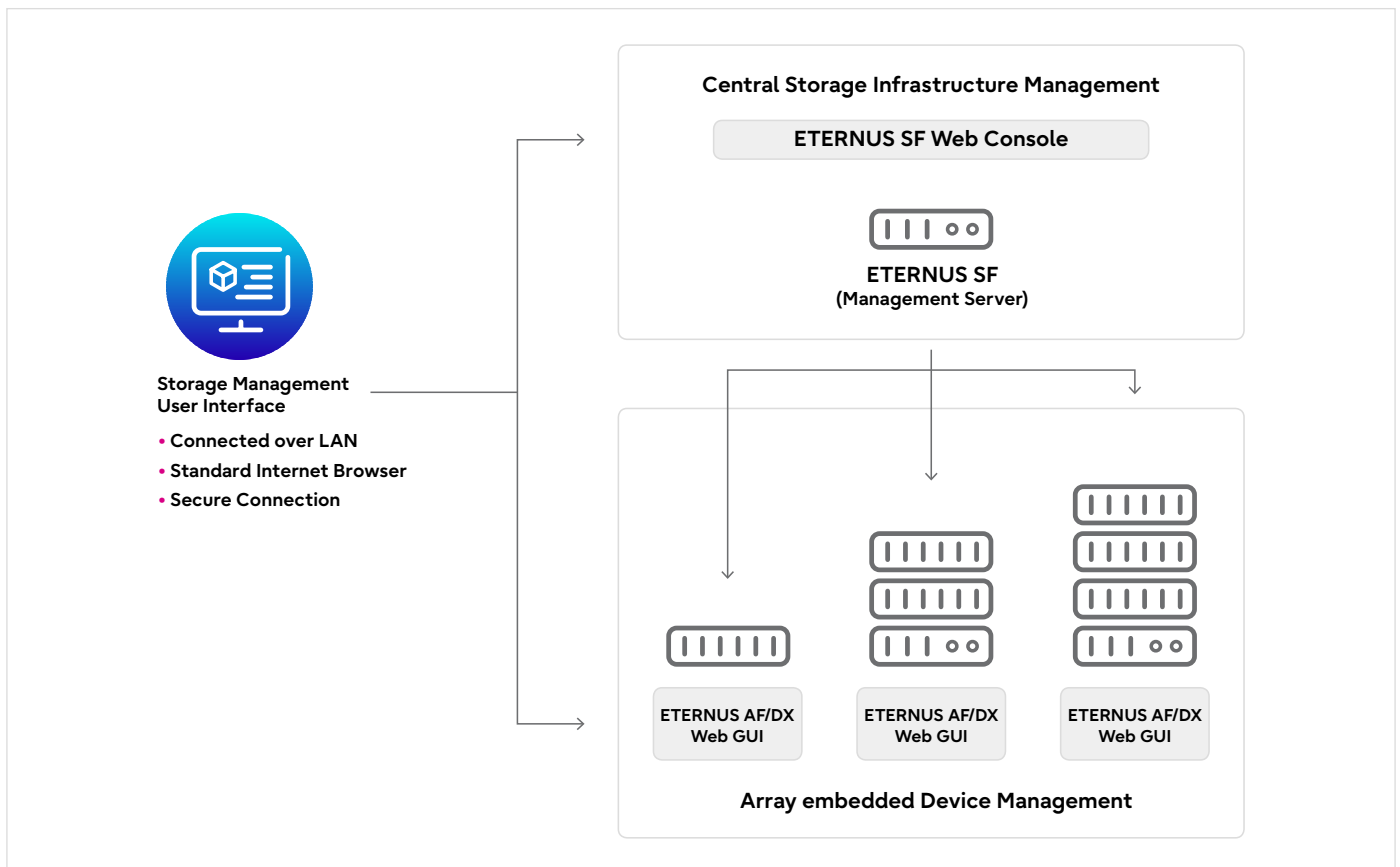 Central Storage Infrastructure Management
ETERNUS SF Web Console
ETERNUS SF
(Management Server)
Storage Management
User Interface
• Connected over LAN
• Standard Internet Browser
• Secure Connection
ETERNUS AF/DX
Web GUI
ETERNUS AF/DX
Web GUI
ETERNUS AF/DX
Web GUI
Array embedded Device Management